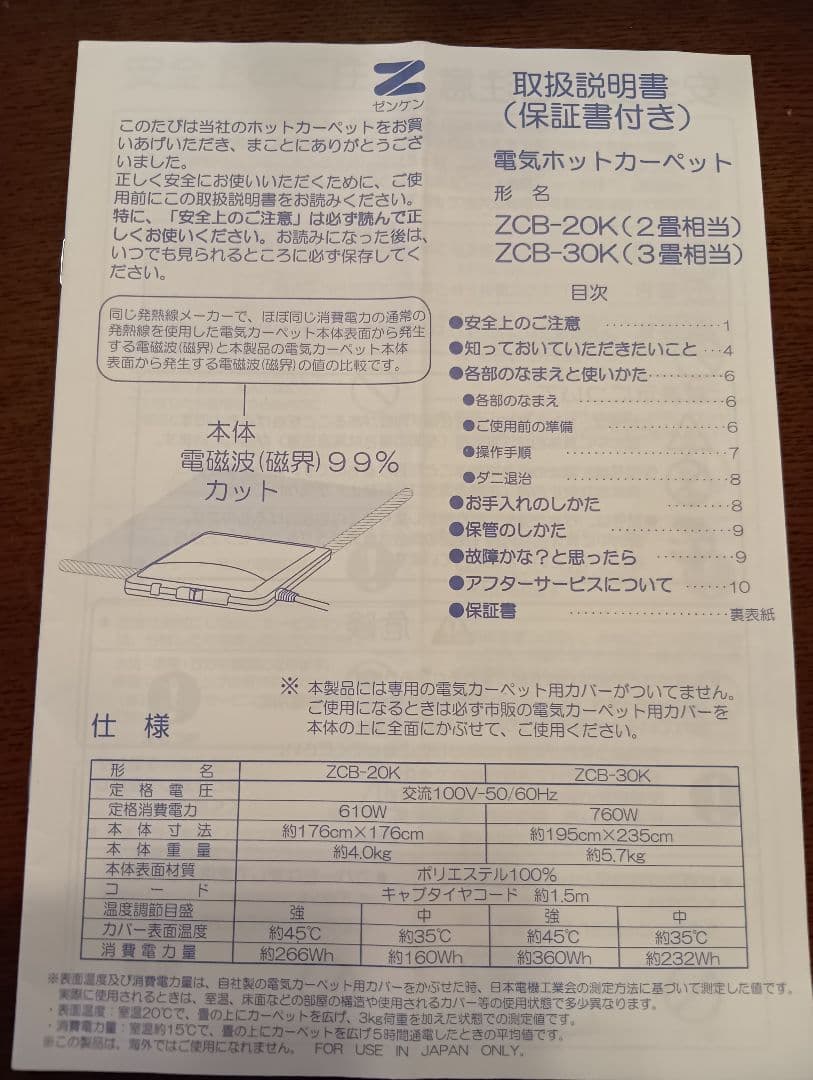 ゼンケン
このたびは当社のホットカーペットをお買
いあげいただき、まことにありがとうござ
いました。
正しく安全にお使いいただくために、ご使
用前にこの取扱説明書をお読みください。
特に、「安全上のご注意」は必ず読んで正
しくお使いください。お読みになった後は、
いつでも見られるところに必ず保存してく
ださい。
同じ発熱線メーカーで、ほぼ同じ消費電力の通常の
発熱線を使用した電気カーペット本体表面から発生
する電磁波(磁界)と本製品の電気カーペット本体
表面から発生する電磁波(磁界)の値の比較です。
本体
電磁波(磁界)99%
カット
取扱説明書
(保証書付き)
電気ホットカーペット
形 名
ZCB-20K(2畳相当)
ZCB-30K(3畳相当)
目次
●安全上のご注意 ・・・・・・・・・・・・・・・・・1
●知っておいていただきたいこと ・・・4
●各部のなまえと使いかた・・・・・・・・・・・6
●各部のなまえ ・・・・・・・・・・・・・・・・・・・6
●ご使用前の準備 ・・・・・・・・・・・・・・・6
●操作手順 ・・・・・・・・・・・・・・・・・・・・・7
●ダニ退治 ・・・・・・・・・・・・・・・・・・・・・8
●お手入れのしかた ・・・・・・・・・・・・・・8
●保管のしかた ・・・・・・・・・・・・・・・・・・9
●故障かな?と思ったら ・・・・・・・・・・・9
●アフターサービスについて ・・・・・・10
●保証書 ・・・・・・・・・・・・・・・・・・・・・・・裏表紙
※ 本製品には専用の電気カーペット用カバーがついてません。
ご使用になるときは必ず市販の電気カーペット用カバーを
本体の上に全面にかぶせて、ご使用ください。
仕 様
形 名 ZCB-20K ZCB-30K
定格電圧 交流100V-50/60Hz
定格消費電力 610W 760W
本体寸法 約176cm×176cm 約195cm×235cm
本体重量 約4.0kg 約5.7kg
本体表面材質 ポリエステル100%
コード キャブタイヤコード 約1.5m
温度調節目盛 強 中 強 中
カバー表面温度 約45℃ 約35℃ 約45℃ 約35℃
消費電力量 約266Wh 約160Wh 約360Wh 約232Wh
※表面温度及び消費電力量は、自社製の電気カーペット用カバーをかぶせた時、日本電機工業会の測定方法に基づいて測定した値です。
実際に使用されるときは、室温、床面などの部屋の構造や使用されるカバー等の使用状態で多少異なります。
・表面温度:室温20℃で、畳の上にカーペットを広げ、3kg荷重を加えた状態での測定値です。
・消費電力量:室温約15℃で、畳の上にカーペットを広げ5時間通電したときの平均値です。
※この製品は、海外ではご使用になれません。 FOR USE IN JAPAN ONLY.